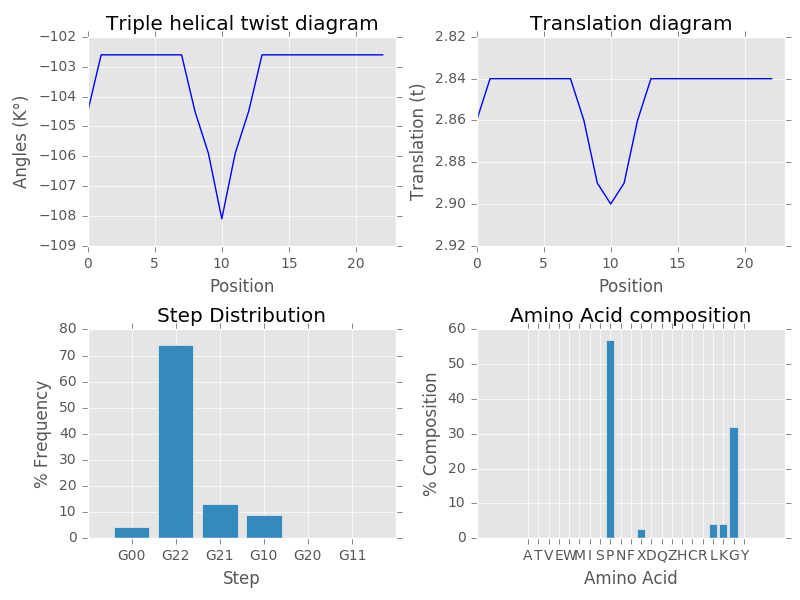 Triple helical twist diagram
−102
−103
−104
−105
−106
−107
−108
−109
Angles (K°)
0 5 10 15 20
Position
Translation diagram
2.82
2.84
2.86
2.88
2.90
2.92
Translation (t)
0 5 10 15 20
Position
Step Distribution
80
70
60
50
40
30
20
10
0
% Frequency
G00 G22 G21 G10 G20 G11
Step
Amino Acid composition
60
50
40
30
20
10
0
% Composition
A T V E W M I S P N F X D Q Z H C R L K G Y
Amino Acid